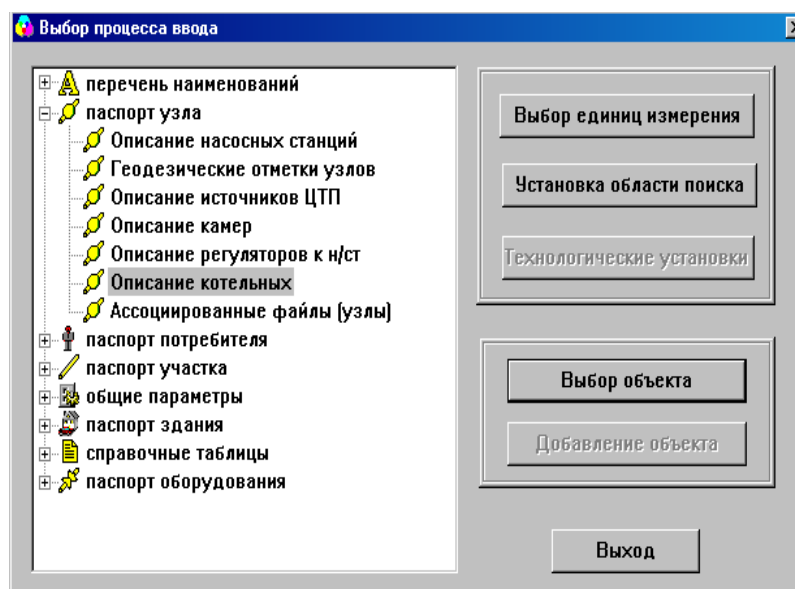 Выбор процесса ввода
перечень наименований
паспорт узла
Описание насосных станций
Геодезические отметки узлов
Описание источников ЦТП
Описание камер
Описание регуляторов к н/ст
Описание котельных
Ассоциированные файлы (узлы)
паспорт потребителя
паспорт участка
общие параметры
паспорт здания
справочные таблицы
паспорт оборудования
Выбор единиц измерения
Установка области поиска
Технологические установки
Выбор объекта
Добавление объекта
Выход